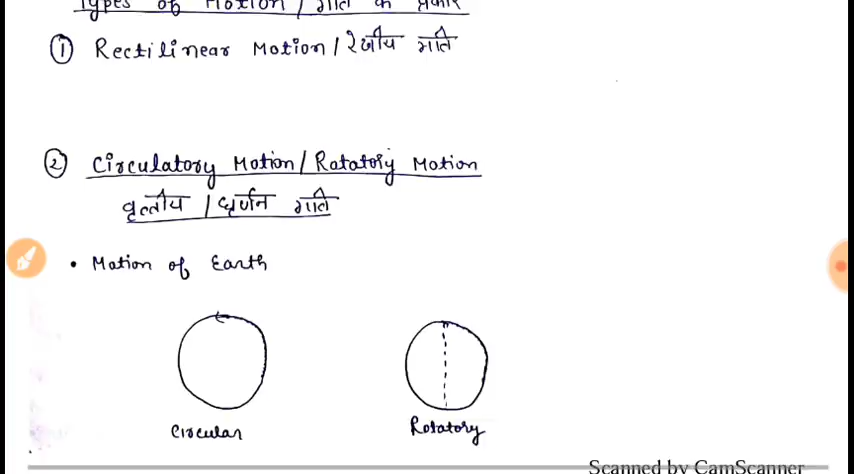 Types of Motion / गति के प्रकार
① Rectilinear Motion / रेखीय गति
② Circulatory Motion / Rotatory Motion
वृत्तीय / घूर्णन गति
• Motion of Earth
Circular
Rotatory
Scanned by CamScanner